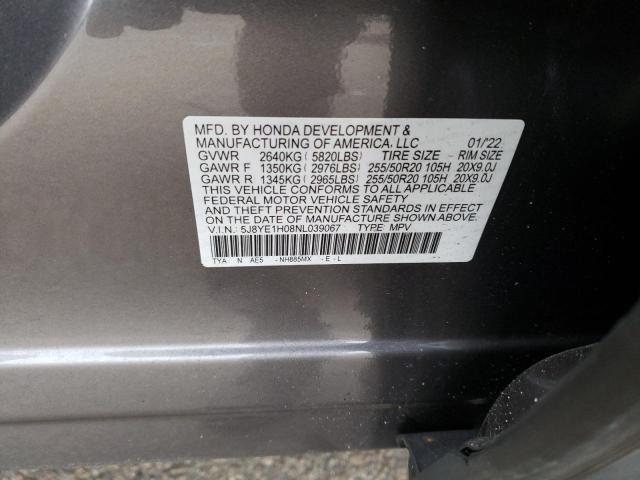 MFD. BY HONDA DEVELOPMENT &
MANUFACTURING OF AMERICA, LLC 01/'22
GVWR 2640KG ( 5820LBS) TIRE SIZE - RIM SIZE
GAWR F 1350KG ( 2976LBS) 255/50R20 105H 20X9.0J
GAWR R 1345KG ( 2965LBS) 255/50R20 105H 20X9.0J
THIS VEHICLE CONFORMS TO ALL APPLICABLE
FEDERAL MOTOR VEHICLE SAFETY
AND THEFT PREVENTION STANDARDS IN EFFECT
ON THE DATE OF MANUFACTURE SHOWN ABOVE.
V.I.N.: 5J8YE1H08NL039067 TYPE: MPV
TYA N AE5 - NH885MX - E - L